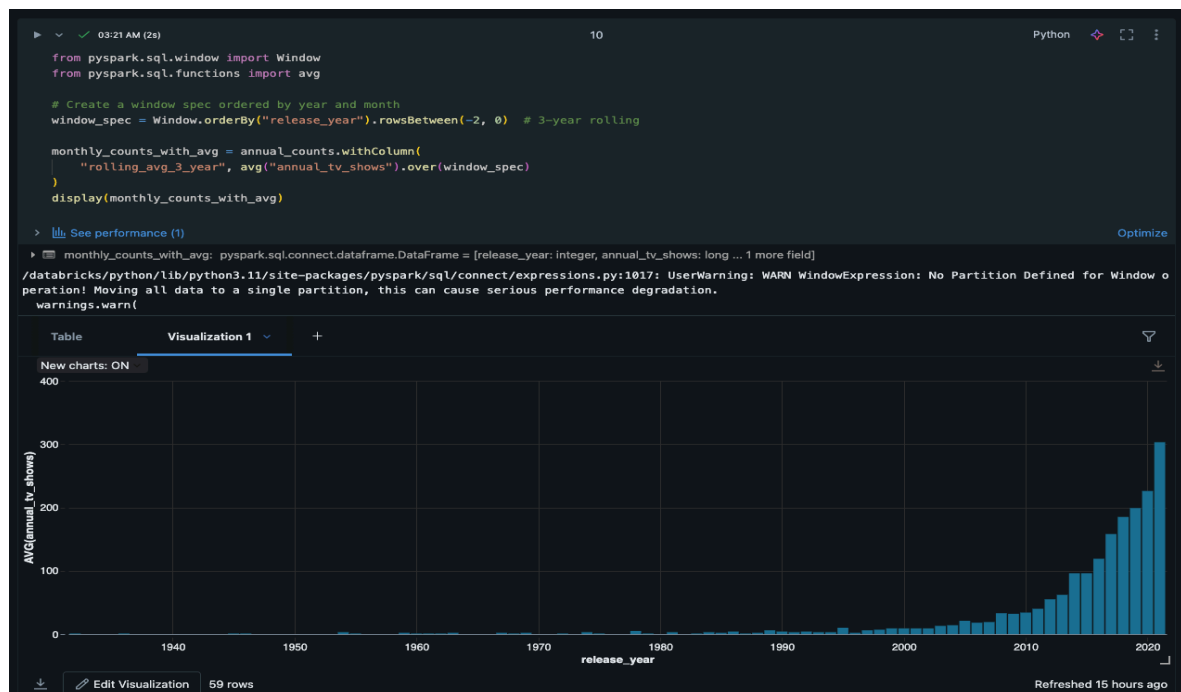 03:21 AM (2s)
10
Python
from pyspark.sql.window import Window
from pyspark.sql.functions import avg
# Create a window spec ordered by year and month
window_spec = Window.orderBy("release_year").rowsBetween(-2, 0)  # 3-year rolling
monthly_counts_with_avg = annual_counts.withColumn(
    "rolling_avg_3_year", avg("annual_tv_shows").over(window_spec)
)
display(monthly_counts_with_avg)
See performance (1)
Optimize
monthly_counts_with_avg: pyspark.sql.connect.dataframe.DataFrame = [release_year: integer, annual_tv_shows: long ... 1 more field]
/databricks/python/lib/python3.11/site-packages/pyspark/sql/connect/expressions.py:1017: UserWarning: WARN WindowExpression: No Partition Defined for Window o
peration! Moving all data to a single partition, this can cause serious performance degradation.
  warnings.warn(
Table
Visualization 1
+
New charts: ON
400
300
200
100
0
AVG(annual_tv_shows)
1940
1950
1960
1970
1980
1990
2000
2010
2020
release_year
Edit Visualization
59 rows
Refreshed 15 hours ago